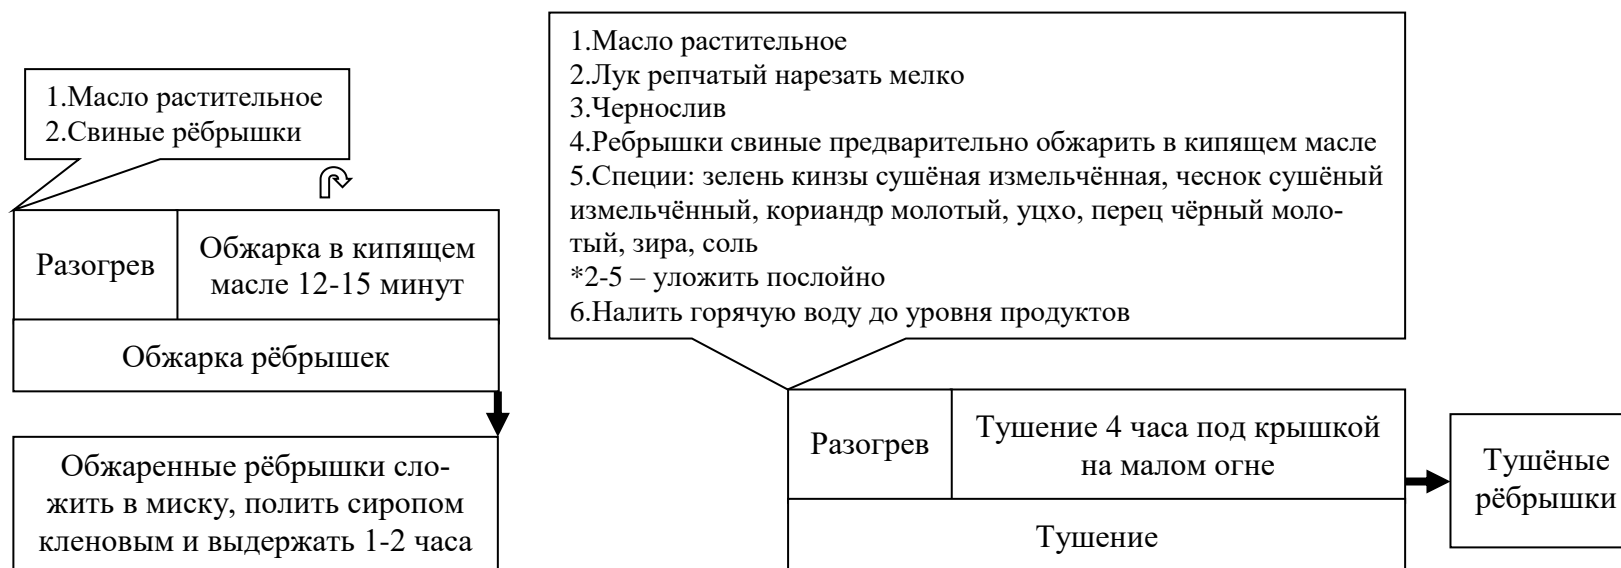 1.Масло растительное
2.Свиные рёбрышки
Разогрев
Обжарка в кипящем
масле 12-15 минут
Обжарка рёбрышек
Обжаренные рёбрышки сло-
жить в миску, полить сиропом
кленовым и выдержать 1-2 часа
1.Масло растительное
2.Лук репчатый нарезать мелко
3.Чернослив
4.Ребрышки свиные предварительно обжарить в кипящем масле
5.Специи: зелень кинзы сушёная измельчённая, чеснок сушёный
измельчённый, кориандр молотый, уцхо, перец чёрный моло-
тый, зира, соль
*2-5 – уложить послойно
6.Налить горячую воду до уровня продуктов
Разогрев
Тушение 4 часа под крышкой
на малом огне
Тушение
Тушёные
рёбрышки